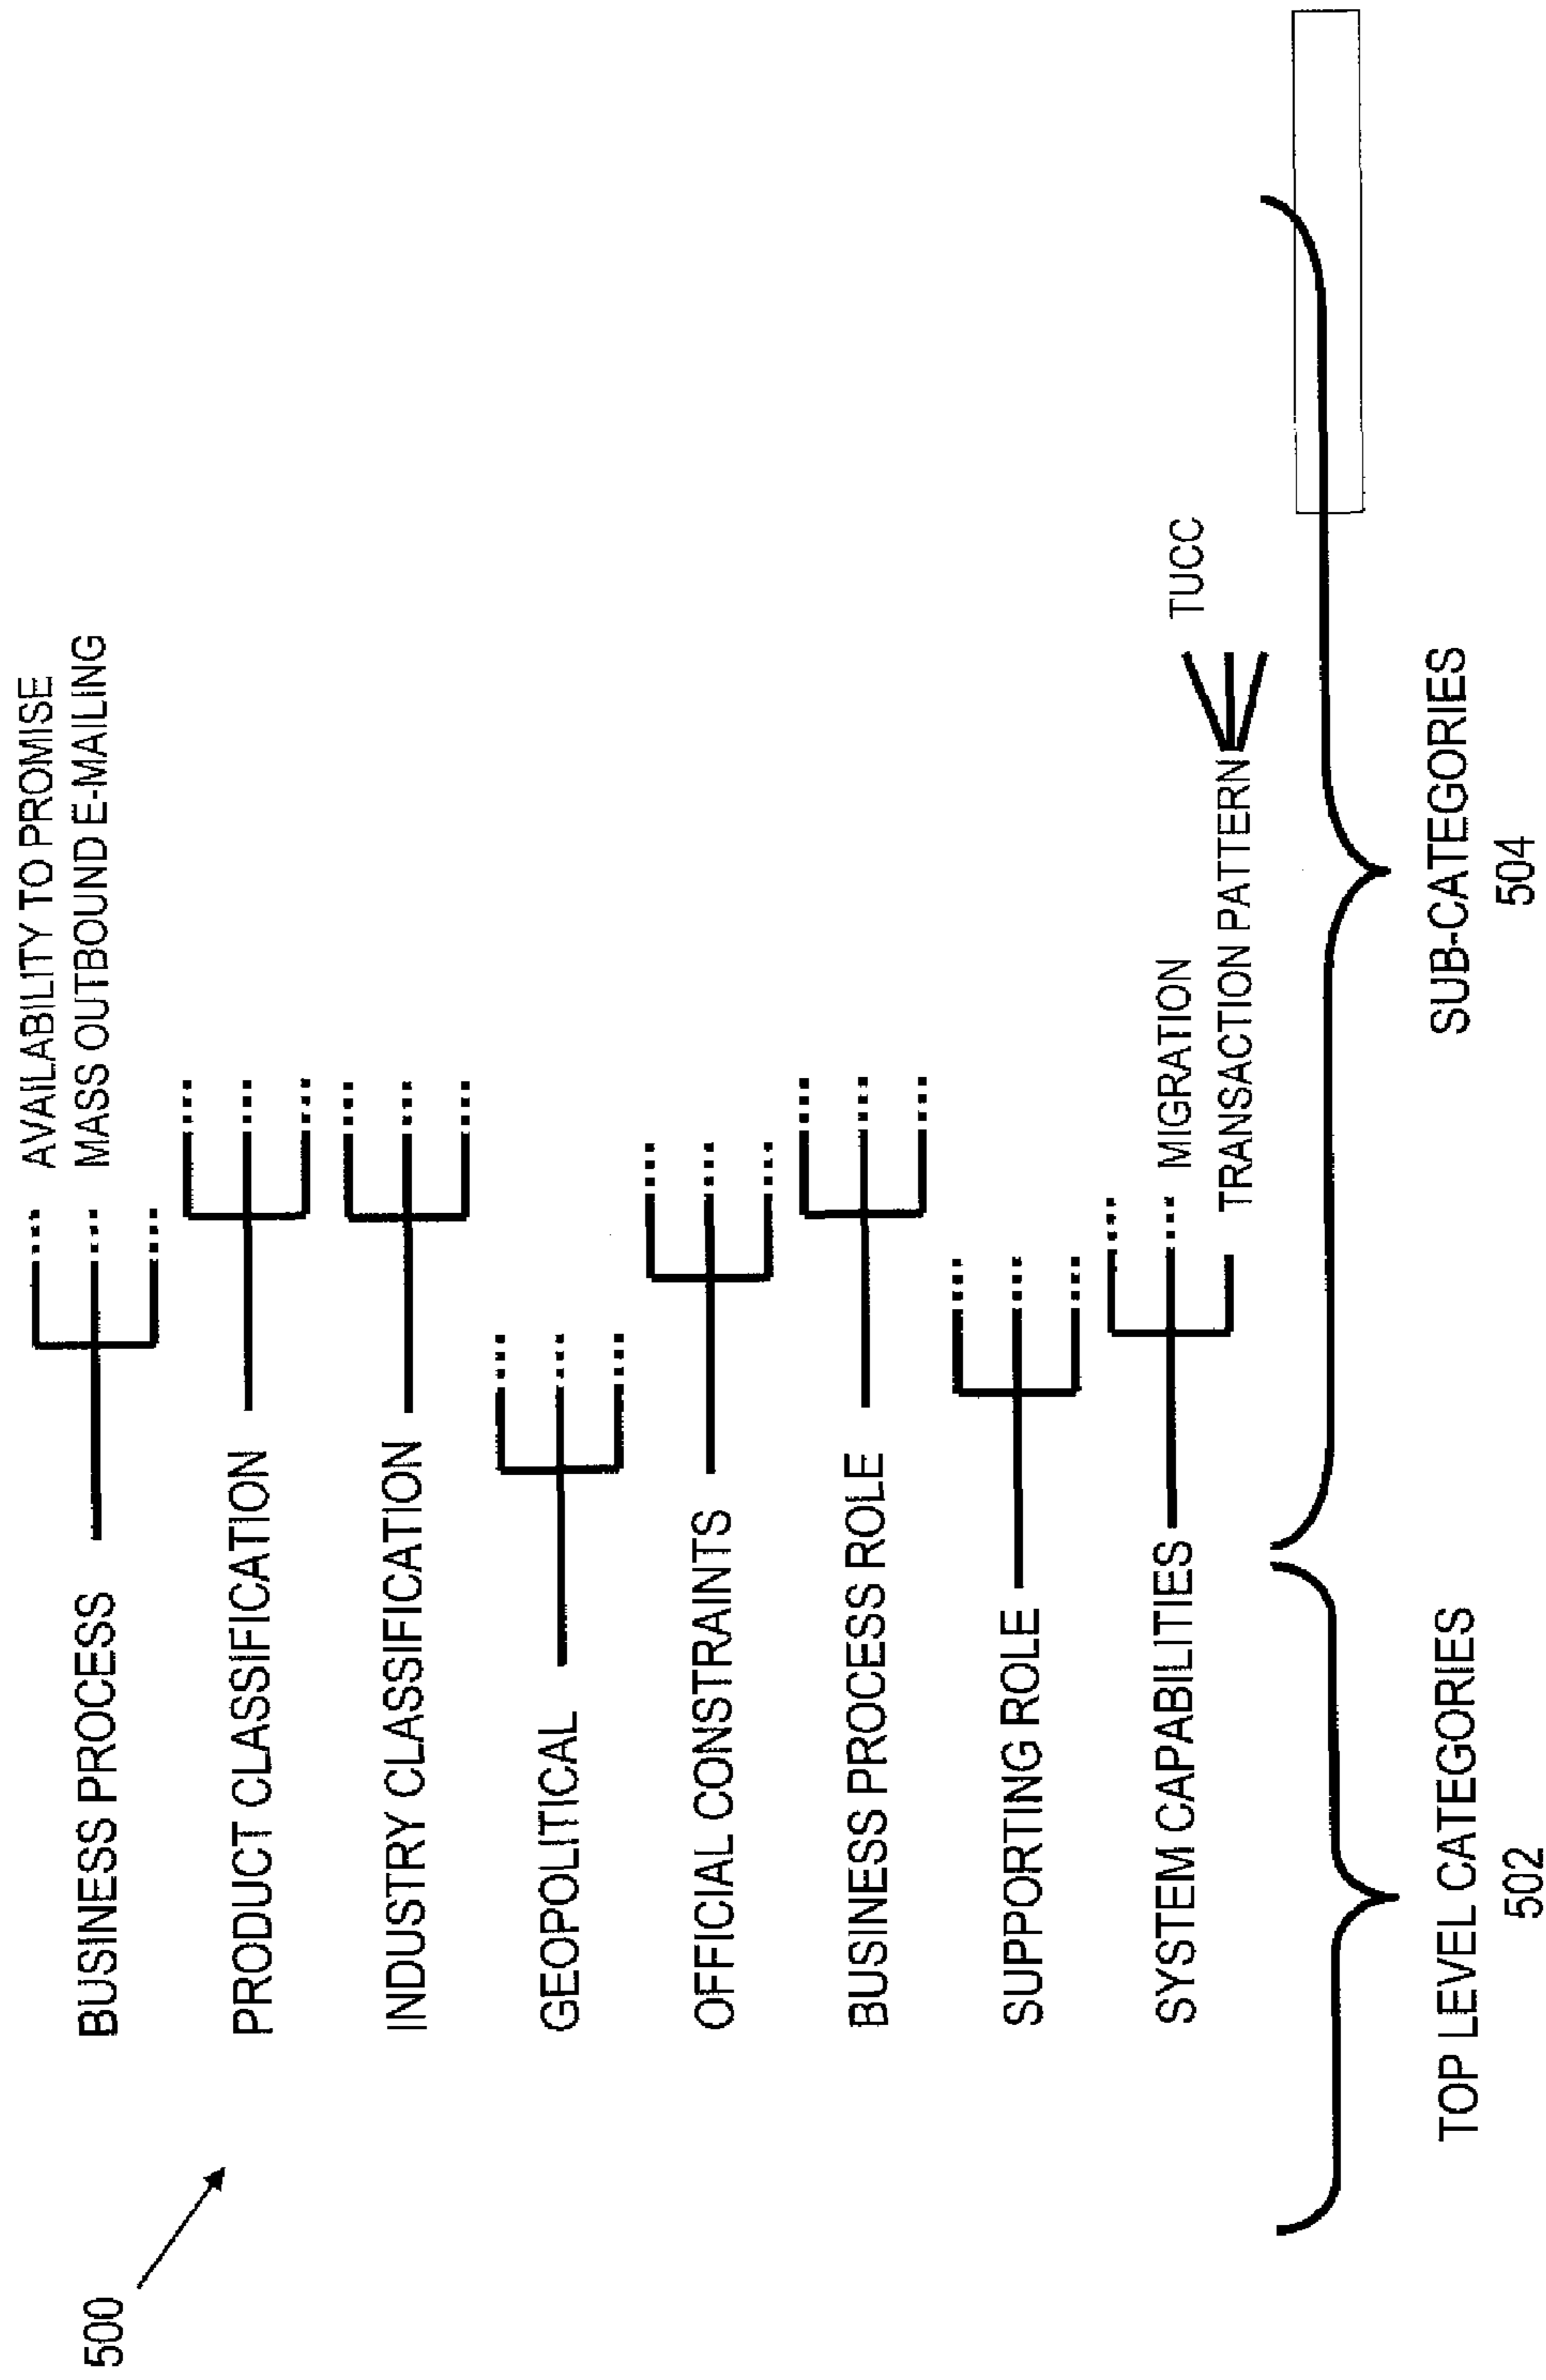 500
AVAILABILITY TO PROMISE
BUSINESS PROCESS
MASS OUTBOUND E-MAILING
PRODUCT CLASSIFICATION
INDUSTRY CLASSIFICATION
GEOPOLITICAL
OFFICIAL CONSTRAINTS
BUSINESS PROCESS ROLE
SUPPORTING ROLE
SYSTEM CAPABILITIES
MIGRATION
TUCC
TRANSACTION PATTERN
TOP LEVEL CATEGORIES
502
SUB-CATEGORIES
504